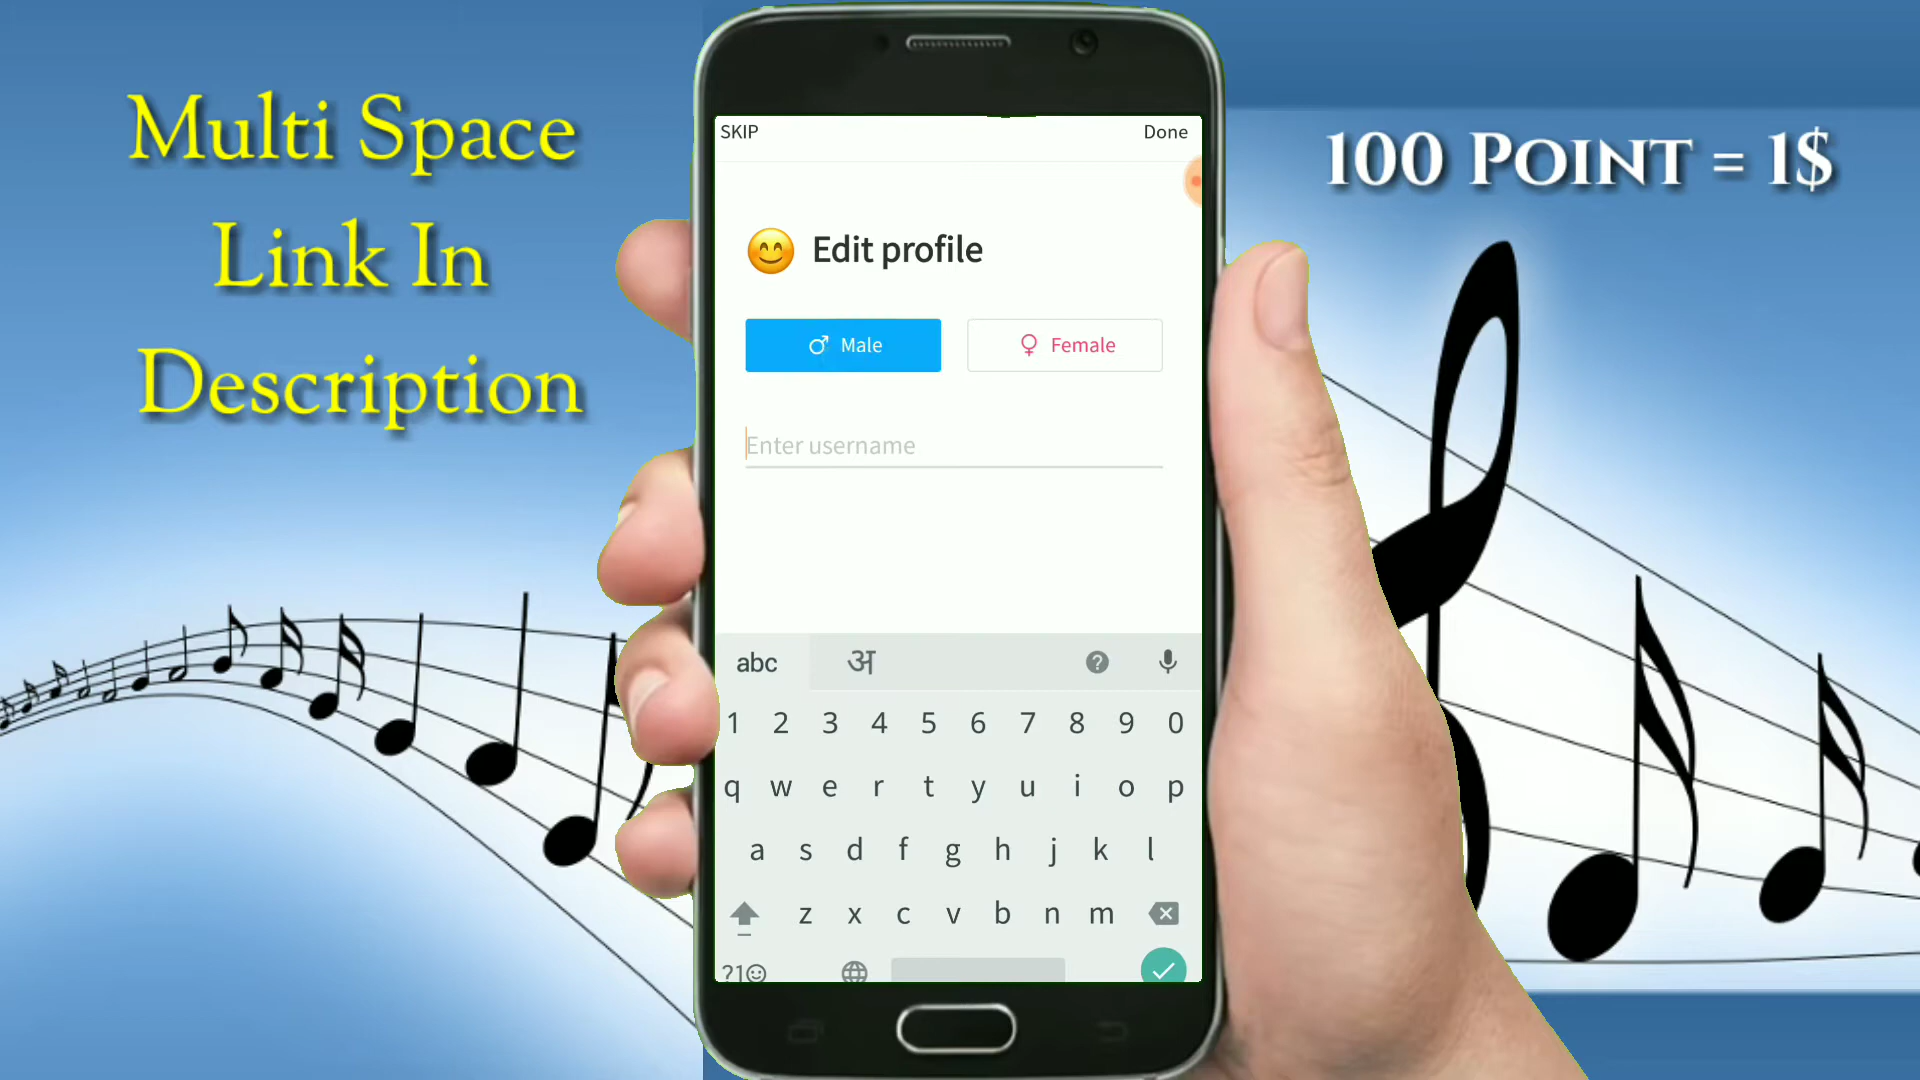 Multi Space
Link In
Description
100 POINT = 1$
SKIP
Done
Edit profile
Male
Female
Enter username
abc
अ
1 2 3 4 5 6 7 8 9 0
q w e r t y u i o p
a s d f g h j k l
z x c v b n m
?1☺